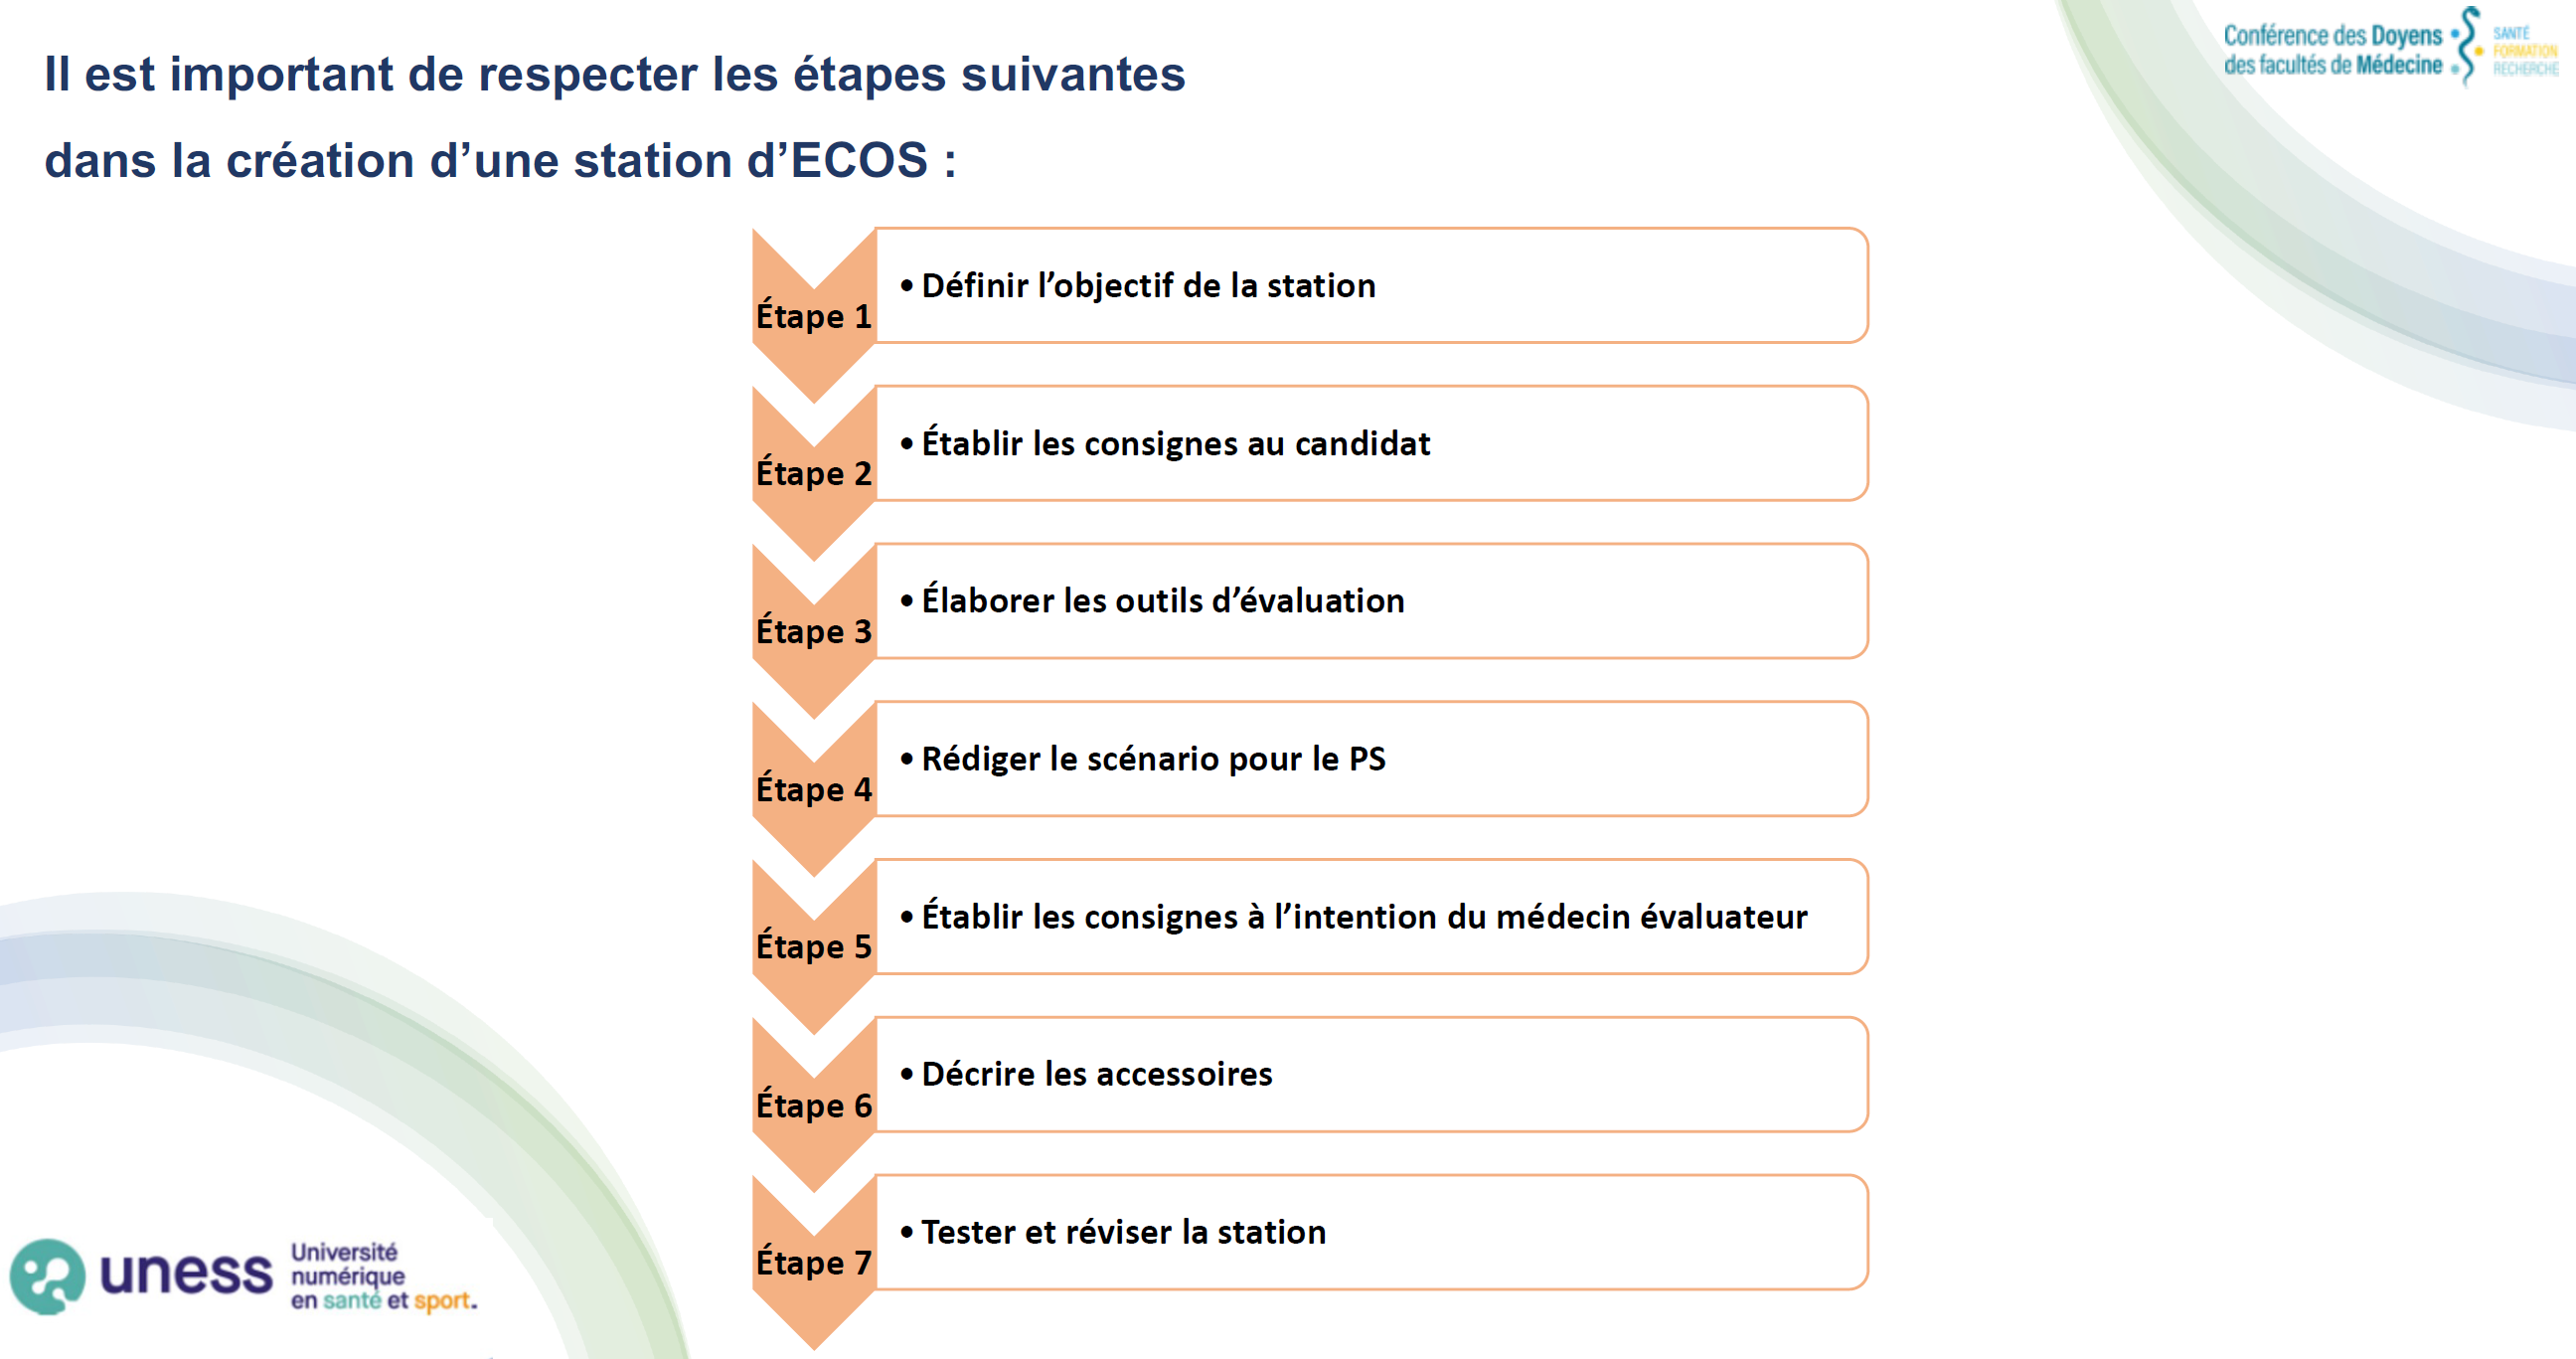 Il est important de respecter les étapes suivantes
dans la création d’une station d’ECOS :
Conférence des Doyens
des facultés de Médecine
SANTÉ
FORMATION
RECHERCHE
Étape 1
• Définir l’objectif de la station
Étape 2
• Établir les consignes au candidat
Étape 3
• Élaborer les outils d’évaluation
Étape 4
• Rédiger le scénario pour le PS
Étape 5
• Établir les consignes à l’intention du médecin évaluateur
Étape 6
• Décrire les accessoires
Étape 7
• Tester et réviser la station
uness
Université
numérique
en santé et sport.